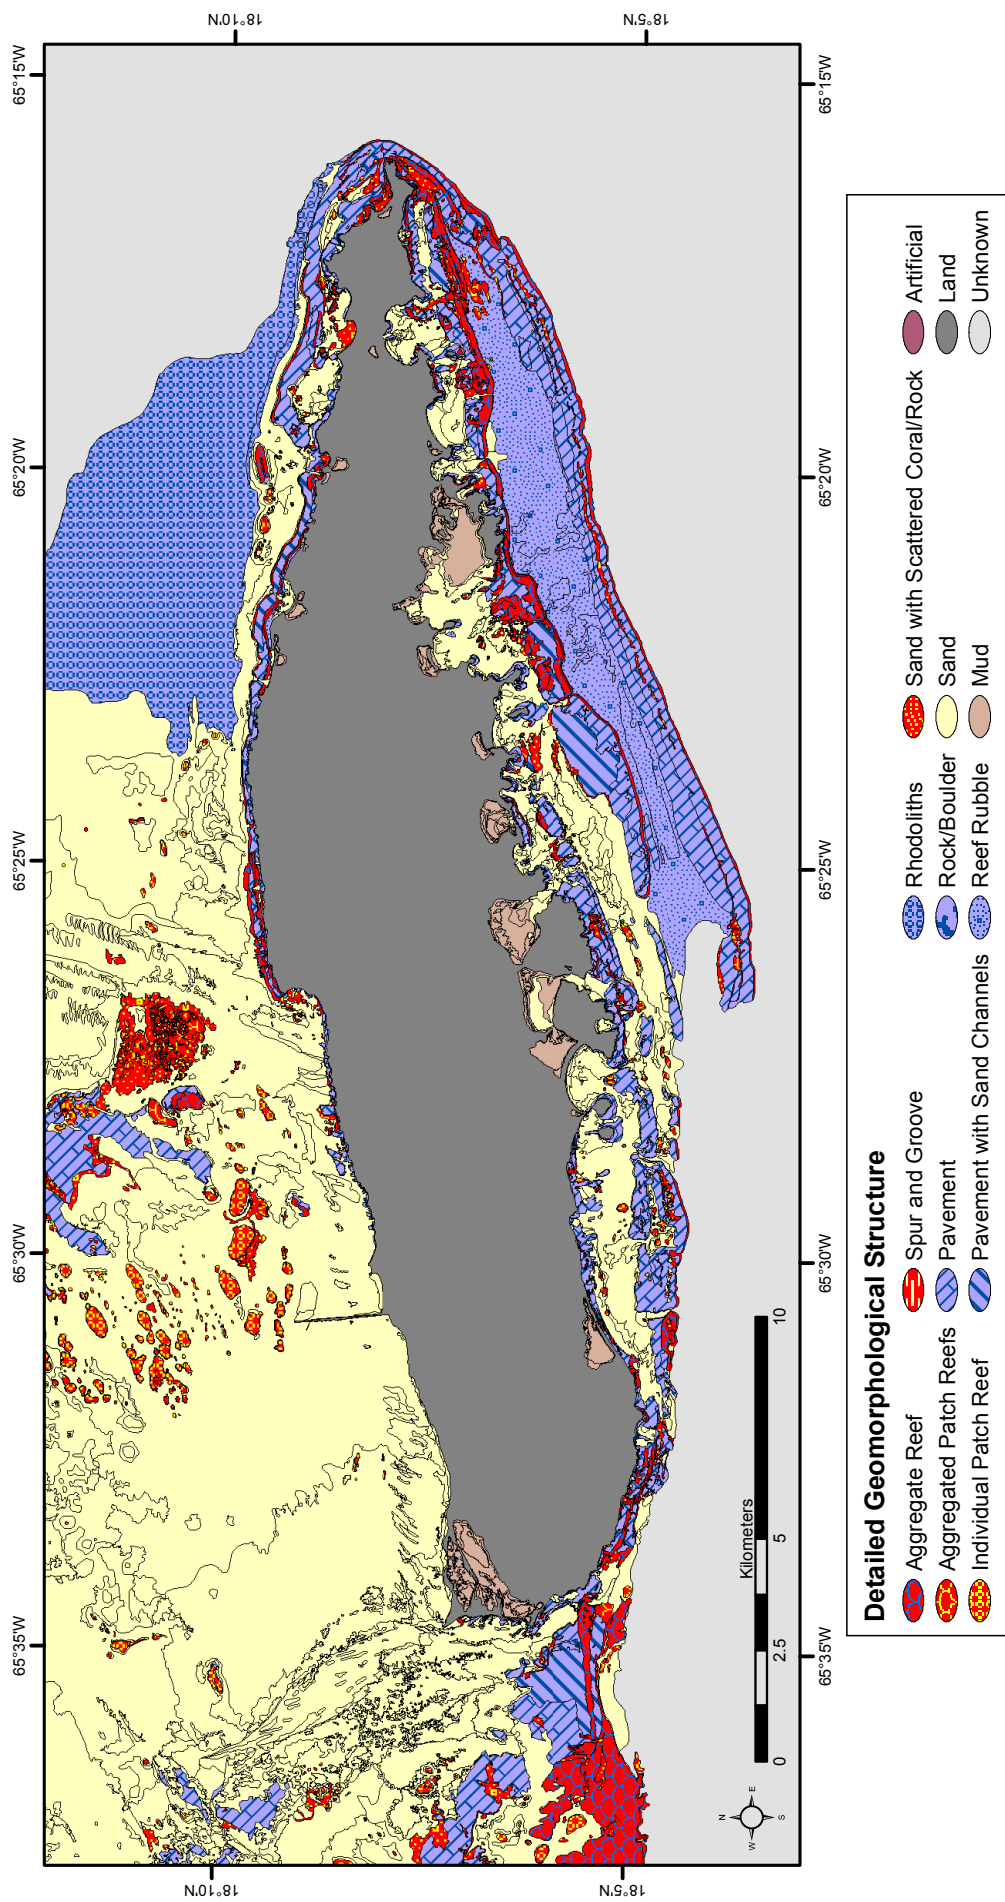 65°35'W 65°30'W 65°25'W 65°20'W 65°15'W
18°10'N 18°10'N
18°5'N 18°5'N
N
W E
S
Kilometers
0 2.5 5 10
65°35'W 65°30'W 65°25'W 65°20'W 65°15'W
Detailed Geomorphological Structure
Aggregate Reef Spur and Groove Rhodoliths Sand with Scattered Coral/Rock Artificial
Aggregated Patch Reefs Pavement Rock/Boulder Sand Land
Individual Patch Reef Pavement with Sand Channels Reef Rubble Mud Unknown